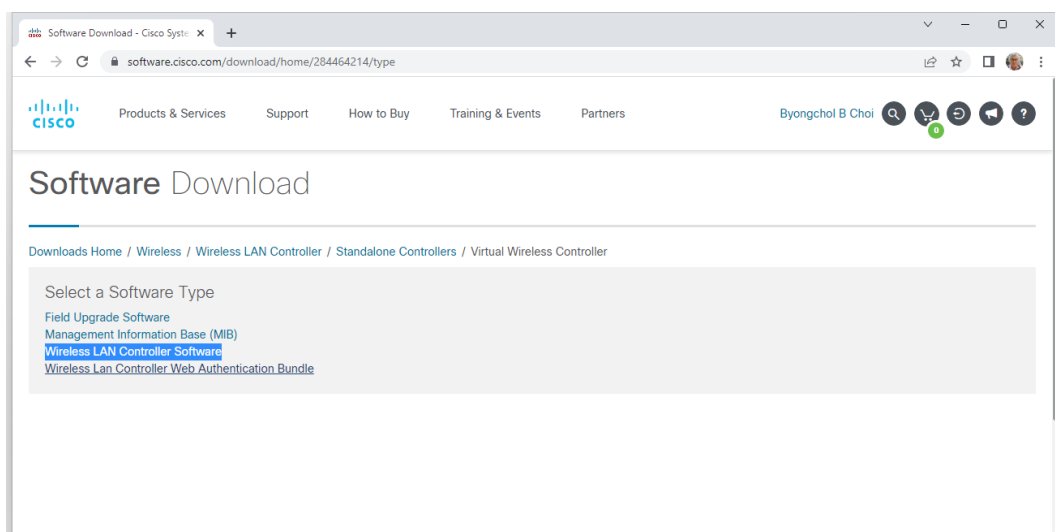 Software Download - Cisco Syste
software.cisco.com/download/home/284464214/type
CISCO
Products & Services Support How to Buy Training & Events Partners Byongchol B Choi
0
Software Download
Downloads Home / Wireless / Wireless LAN Controller / Standalone Controllers / Virtual Wireless Controller
Select a Software Type
Field Upgrade Software
Management Information Base (MIB)
Wireless LAN Controller Software
Wireless Lan Controller Web Authentication Bundle